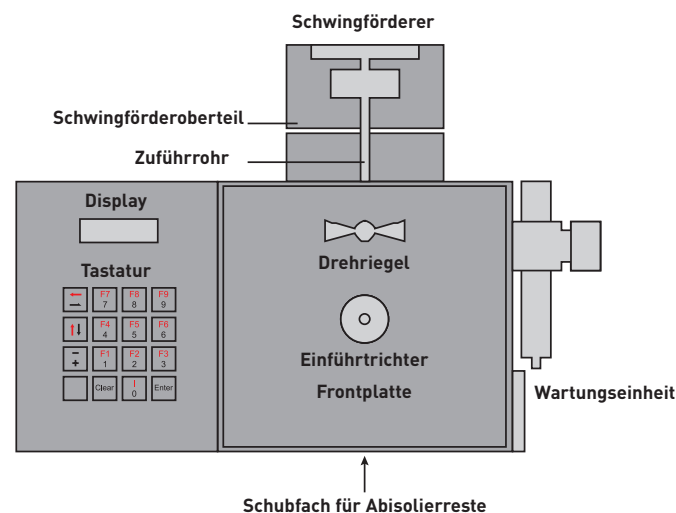 Schwingförderer
Schwingförderoberteil
Zuführrohr
Display
Tastatur
F7 F8 F9
7 8 9
F4 F5 F6
4 5 6
− F1 F2 F3
+ 1 2 3
Clear I Enter
0
Drehriegel
Einführtrichter
Frontplatte
Wartungseinheit
Schubfach für Abisolierreste